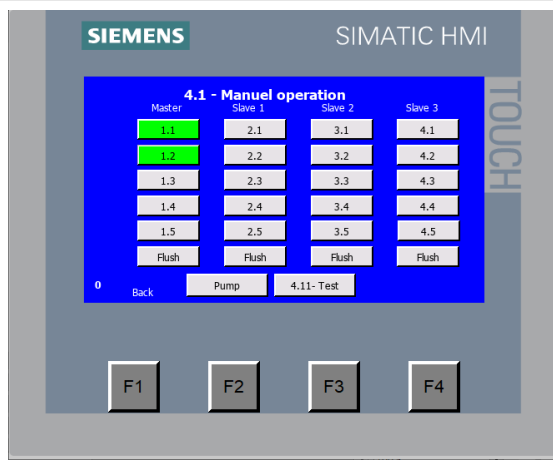 SIEMENS SIMATIC HMI
TOUCH
4.1 - Manuel operation
Master Slave 1 Slave 2 Slave 3
1.1 2.1 3.1 4.1
1.2 2.2 3.2 4.2
1.3 2.3 3.3 4.3
1.4 2.4 3.4 4.4
1.5 2.5 3.5 4.5
Flush Flush Flush Flush
0 Back Pump 4.11- Test
F1 F2 F3 F4